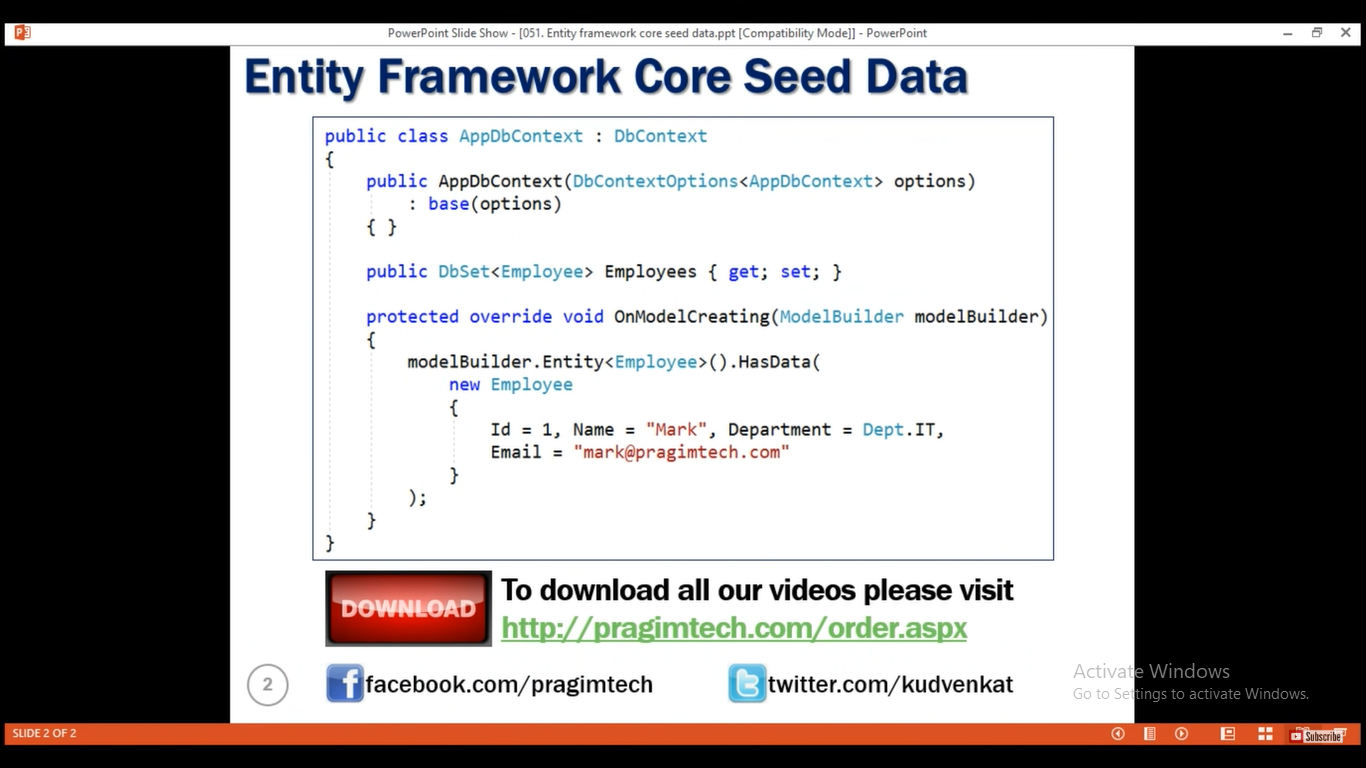 PowerPoint Slide Show - [051. Entity framework core seed data.ppt [Compatibility Mode]] - PowerPoint
Entity Framework Core Seed Data
public class AppDbContext : DbContext
{
public AppDbContext(DbContextOptions<AppDbContext> options)
: base(options)
{ }
public DbSet<Employee> Employees { get; set; }
protected override void OnModelCreating(ModelBuilder modelBuilder)
{
modelBuilder.Entity<Employee>().HasData(
new Employee
{
Id = 1, Name = "Mark", Department = Dept.IT,
Email = "mark@pragimtech.com"
}
);
}
}
DOWNLOAD
To download all our videos please visit
http://pragimtech.com/order.aspx
2
facebook.com/pragimtech
twitter.com/kudvenkat
Activate Windows
Go to Settings to activate Windows.
SLIDE 2 OF 2
Subscribe